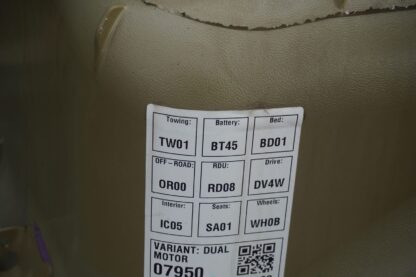 Towing: Battery: Bed:
TW01 BT45 BD01
OFF-ROAD: RDU: Drive:
OR00 RD08 DV4W
Interior: Seats: Wheels:
IC05 SA01 WH0B
VARIANT: DUAL
MOTOR
07950